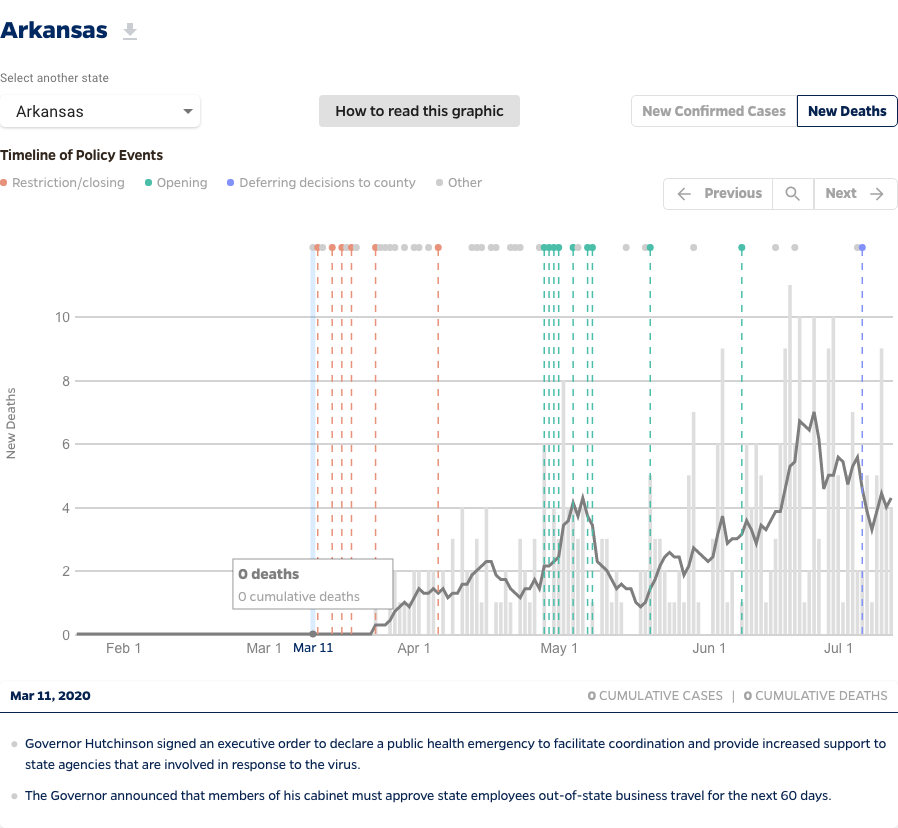 Arkansas
Select another state
Arkansas
How to read this graphic
New Confirmed Cases
New Deaths
Timeline of Policy Events
Restriction/closing
Opening
Deferring decisions to county
Other
Previous
Next
10
8
6
4
2
0
New Deaths
0 deaths
0 cumulative deaths
Feb 1
Mar 1
Mar 11
Apr 1
May 1
Jun 1
Jul 1
Mar 11, 2020
0 CUMULATIVE CASES | 0 CUMULATIVE DEATHS
Governor Hutchinson signed an executive order to declare a public health emergency to facilitate coordination and provide increased support to
state agencies that are involved in response to the virus.
The Governor announced that members of his cabinet must approve state employees out-of-state business travel for the next 60 days.